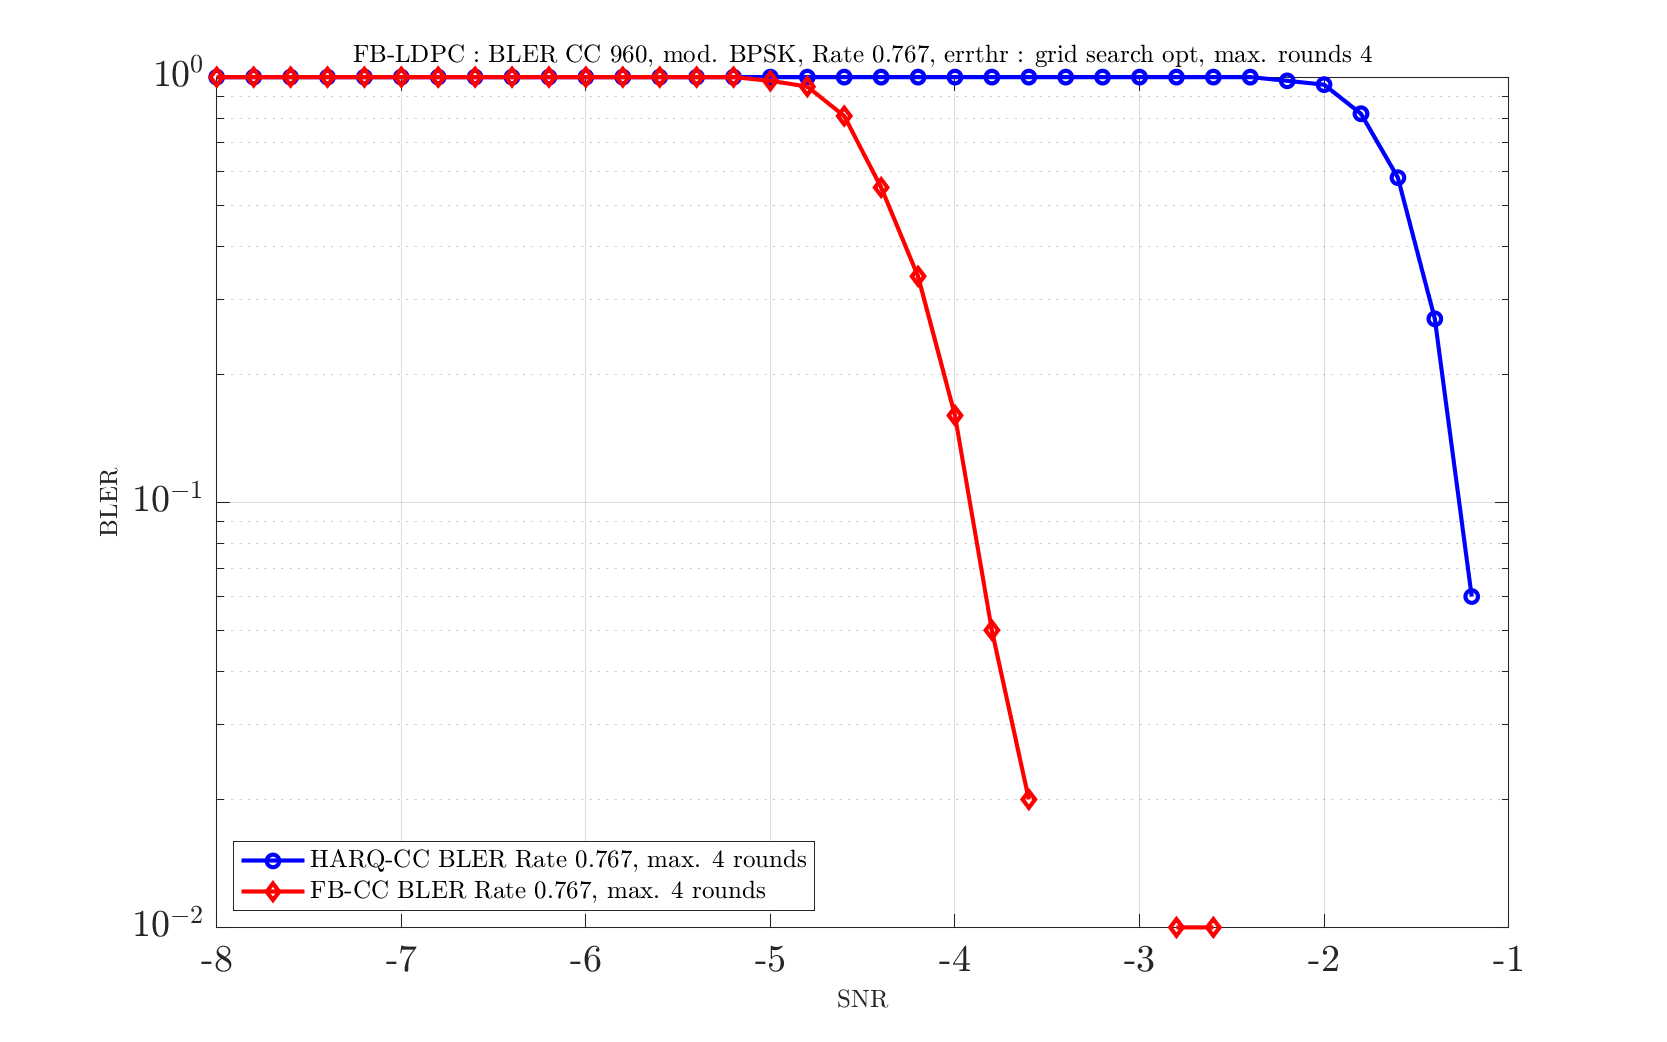 FB-LDPC : BLER CC 960, mod. BPSK, Rate 0.767, errthr : grid search opt, max. rounds 4
10^0
10^-1
10^-2
BLER
HARQ-CC BLER Rate 0.767, max. 4 rounds
FB-CC BLER Rate 0.767, max. 4 rounds
-8 -7 -6 -5 -4 -3 -2 -1
SNR